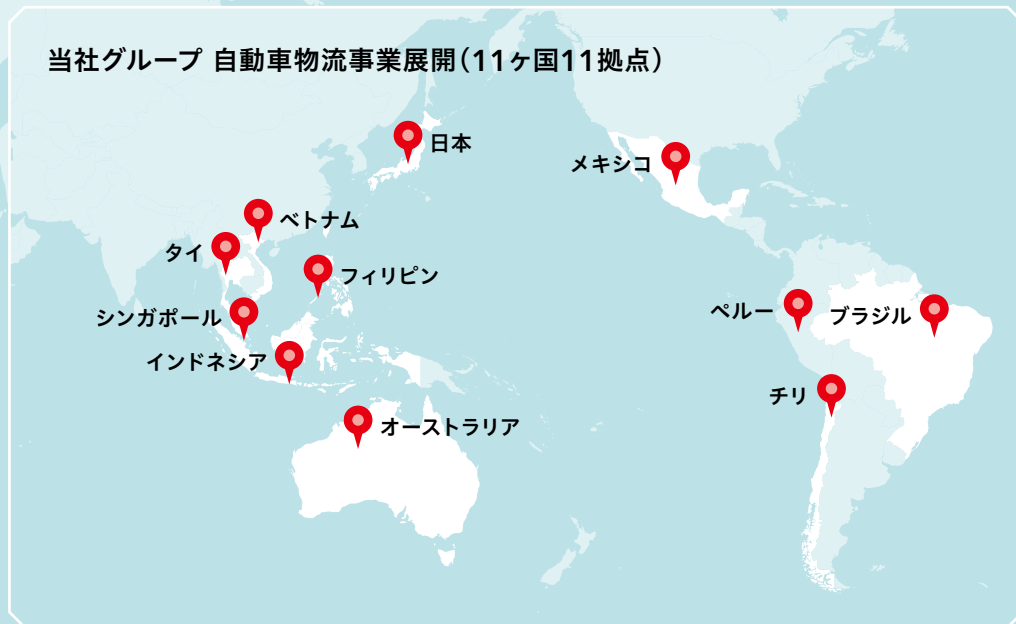 当社グループ 自動車物流事業展開（11ヶ国11拠点）
日本
メキシコ
ベトナム
タイ
フィリピン
シンガポール
ペルー
ブラジル
インドネシア
チリ
オーストラリア